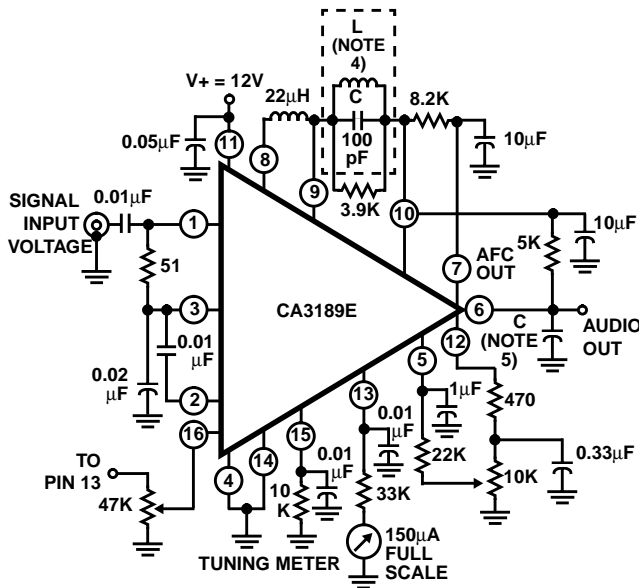 L
(NOTE
4)
V+ = 12V
22µH
C
8.2K
0.05µF
11
100
pF
10µF
8
9
3.9K
0.01µF
10
SIGNAL
INPUT
VOLTAGE
1
10µF
5K
51
7
AFC
OUT
3
CA3189E
6
0.01
µF
12
C
(NOTE
5)
AUDIO
OUT
5
0.02
µF
2
13
1µF
470
16
15
0.01
µF
0.01
µF
TO
PIN 13
4
14
22K
0.33µF
10K
47K
10
K
33K
TUNING METER
150µA
FULL
SCALE